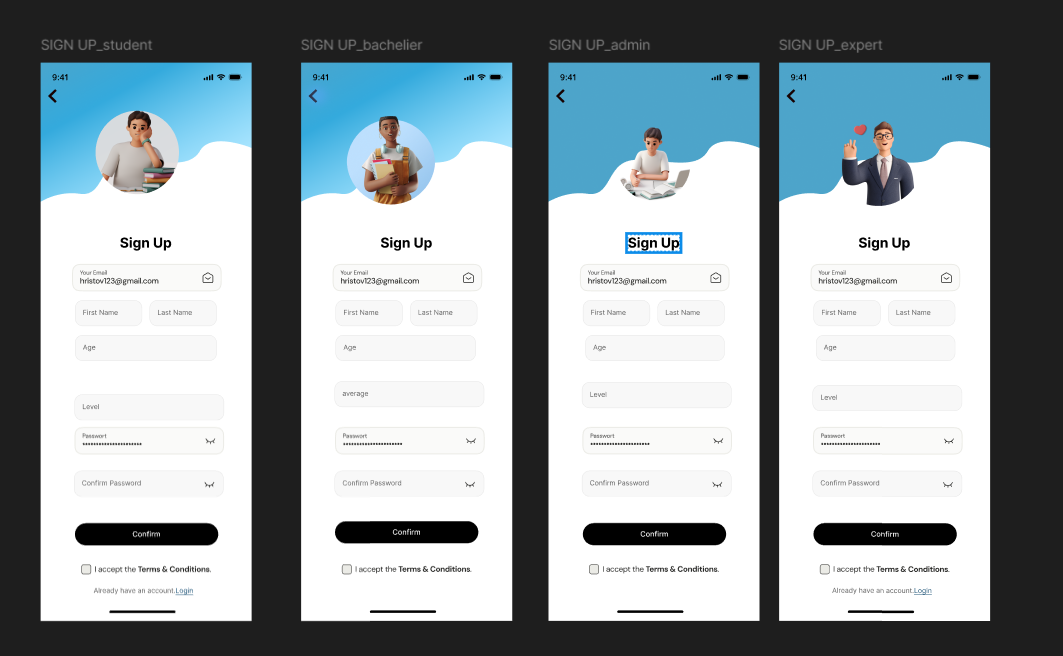 SIGN UP_student
9:41
Sign Up
Your Email
hristov123@gmail.com
First Name Last Name
Age
Level
Passwort
Confirm Password
Confirm
I accept the Terms & Conditions.
Already have an account.Login
SIGN UP_bachelier
9:41
Sign Up
Your Email
hristov123@gmail.com
First Name Last Name
Age
average
Passwort
Confirm Password
Confirm
I accept the Terms & Conditions.
SIGN UP_admin
9:41
Sign Up
Your Email
hristov123@gmail.com
First Name Last Name
Age
Level
Passwort
Confirm Password
Confirm
I accept the Terms & Conditions.
SIGN UP_expert
9:41
Sign Up
Your Email
hristov123@gmail.com
First Name Last Name
Age
Level
Passwort
Confirm Password
Confirm
I accept the Terms & Conditions.
Already have an account.Login